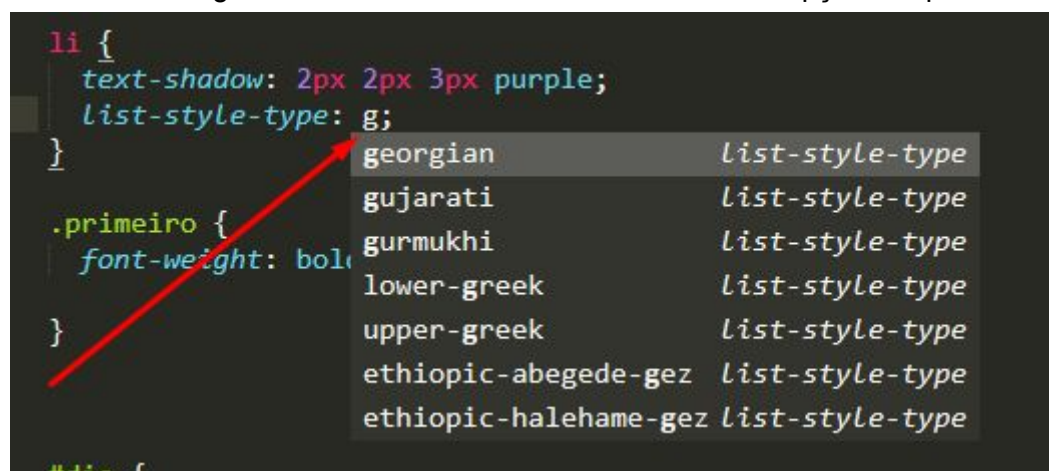 li {
text-shadow: 2px 2px 3px purple;
list-style-type: g;
}
georgian list-style-type
gujarati list-style-type
.primeiro {
gurmukhi list-style-type
font-weight: bold
lower-greek list-style-type
upper-greek list-style-type
}
ethiopic-abegede-gez list-style-type
ethiopic-halehame-gez list-style-type